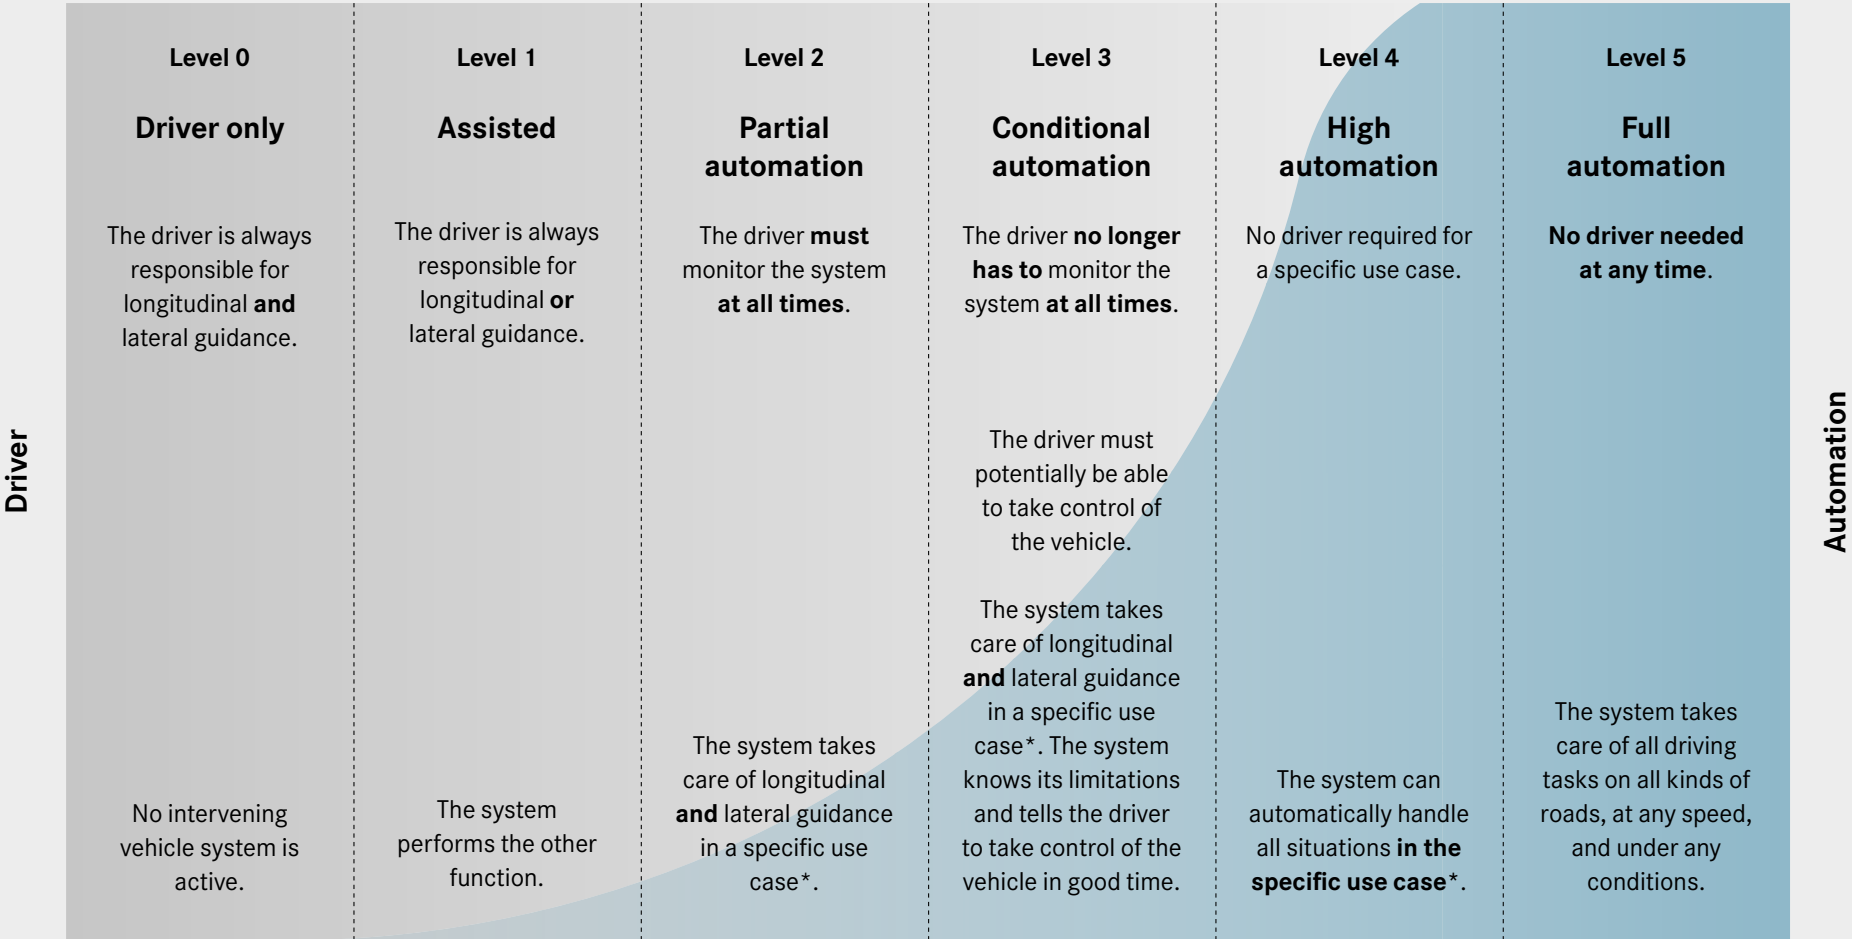 Driver
Level 0
Driver only
The driver is always
responsible for
longitudinal and
lateral guidance.
No intervening
vehicle system is
active.
Level 1
Assisted
The driver is always
responsible for
longitudinal or
lateral guidance.
The system
performs the other
function.
Level 2
Partial
automation
The driver must
monitor the system
at all times.
The system takes
care of longitudinal
and lateral guidance
in a specific use
case*.
Level 3
Conditional
automation
The driver no longer
has to monitor the
system at all times.
The driver must
potentially be able
to take control of
the vehicle.
The system takes
care of longitudinal
and lateral guidance
in a specific use
case*. The system
knows its limitations
and tells the driver
to take control of the
vehicle in good time.
Level 4
High
automation
No driver required for
a specific use case.
The system can
automatically handle
all situations in the
specific use case*.
Level 5
Full
automation
No driver needed
at any time.
The system takes
care of all driving
tasks on all kinds of
roads, at any speed,
and under any
conditions.
Automation